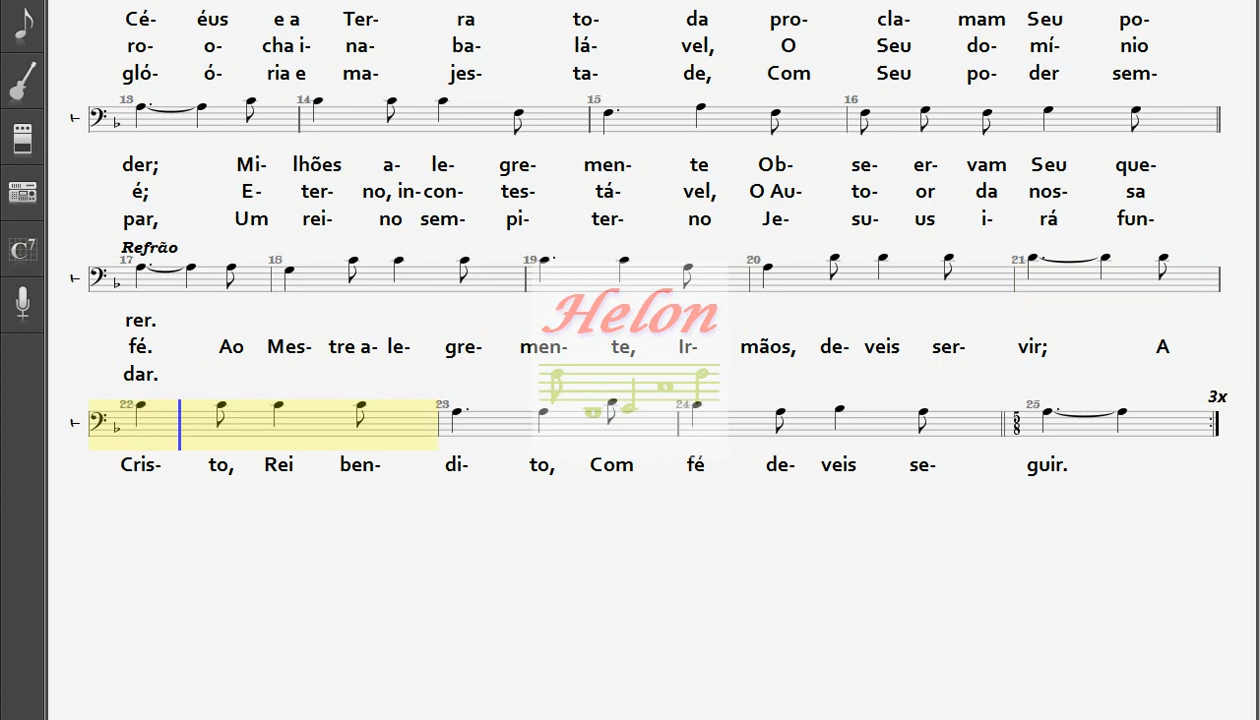 Cé- éus e a Ter- ra to- da pro- cla- mam Seu po-
ro- o- cha i- na- ba- lá- vel, O Seu do- mí- nio
gló- ó- ria e ma- jes- ta- de, Com Seu po- der sem-
13 14 15 16
T
der; Mi- lhões a- le- gre- men- te Ob- se- er- vam Seu que-
é; E- ter- no, in- con- tes- tá- vel, O Au- to- or da nos- sa
par, Um rei- no sem- pi- ter- no Je- su- us i- rá fun-
Refrão
17 18 19 20 21
T
Helon
rer.
fé. Ao Mes- tre a- le- gre- men- te, Ir- mãos, de- veis ser- vir; A
dar.
3x
22 23 24 25
T
5
8
Cris- to, Rei ben- di- to, Com fé de- veis se- guir.
C7